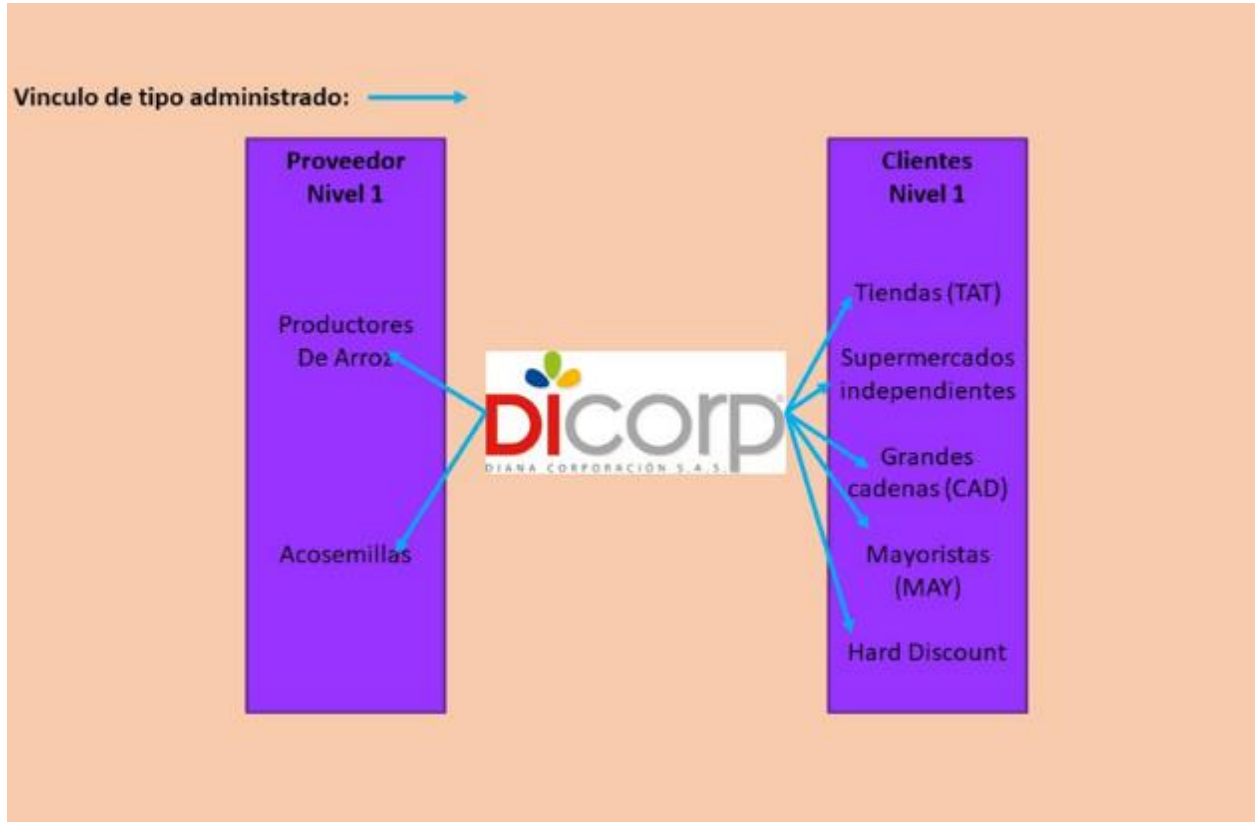 Vinculo de tipo administrado:
Proveedor
Nivel 1
Productores
De Arroz
Acosemillas
DICORP
DIANA CORPORACIÓN S.A.S.
Clientes
Nivel 1
Tiendas (TAT)
Supermercados
independientes
Grandes
cadenas (CAD)
Mayoristas
(MAY)
Hard Discount